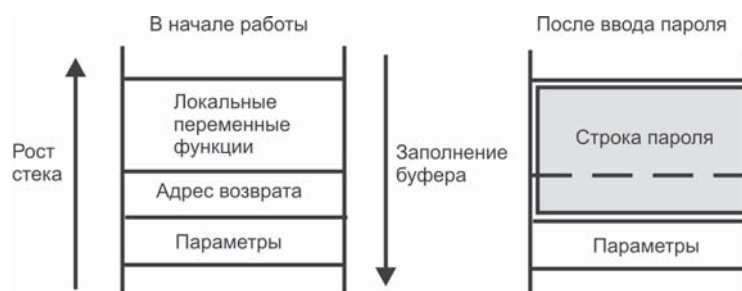 В начале работы
После ввода пароля
Рост
стека
Локальные
переменные
функции
Адрес возврата
Параметры
Заполнение
буфера
Строка пароля
Параметры